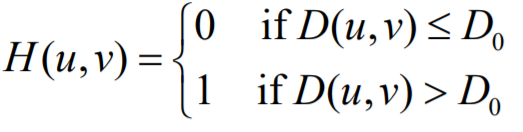 H(u,v) = {0 if D(u,v) ≤ D₀
1 if D(u,v) > D₀